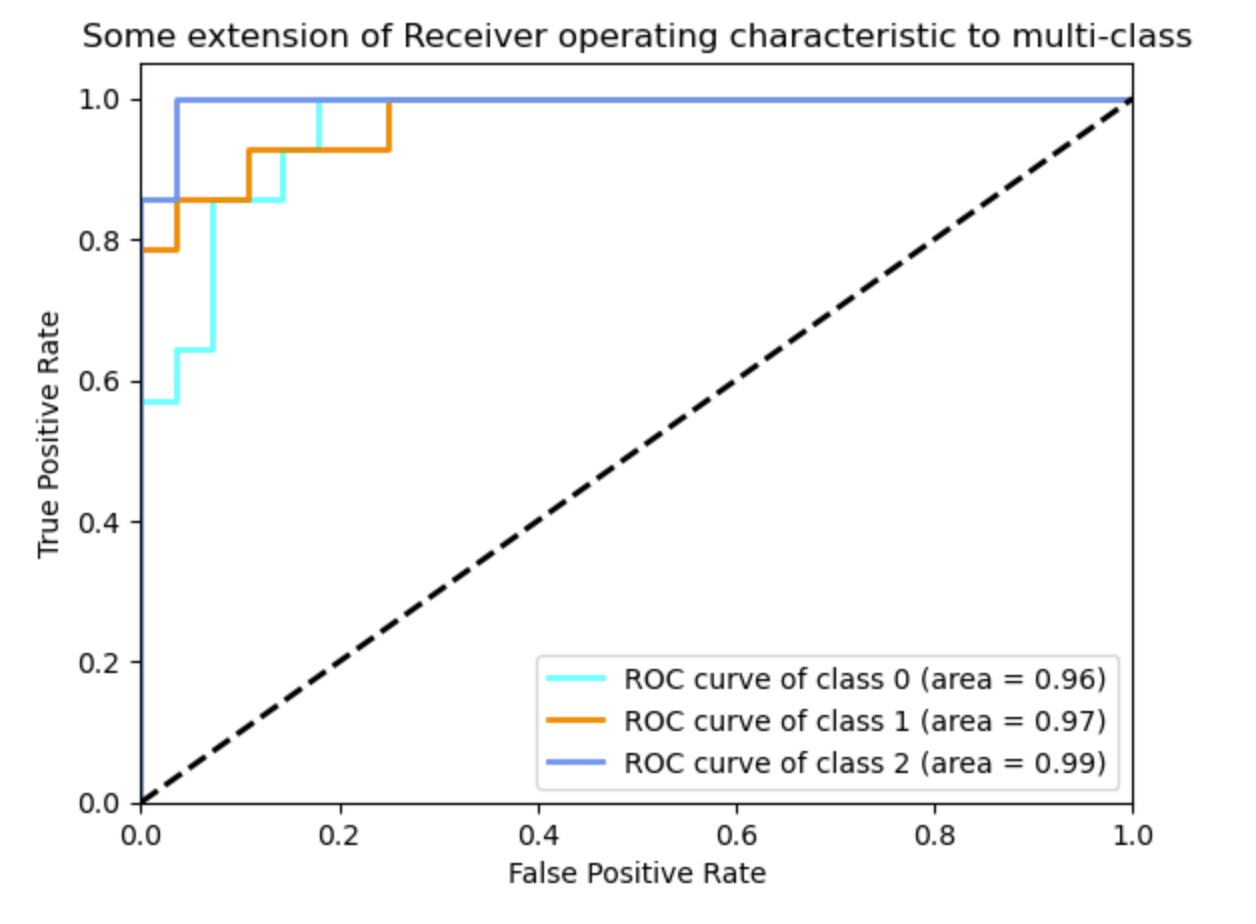 Some extension of Receiver operating characteristic to multi-class
1.0
0.8
0.6
0.4
0.2
0.0
True Positive Rate
ROC curve of class 0 (area = 0.96)
ROC curve of class 1 (area = 0.97)
ROC curve of class 2 (area = 0.99)
0.0 0.2 0.4 0.6 0.8 1.0
False Positive Rate